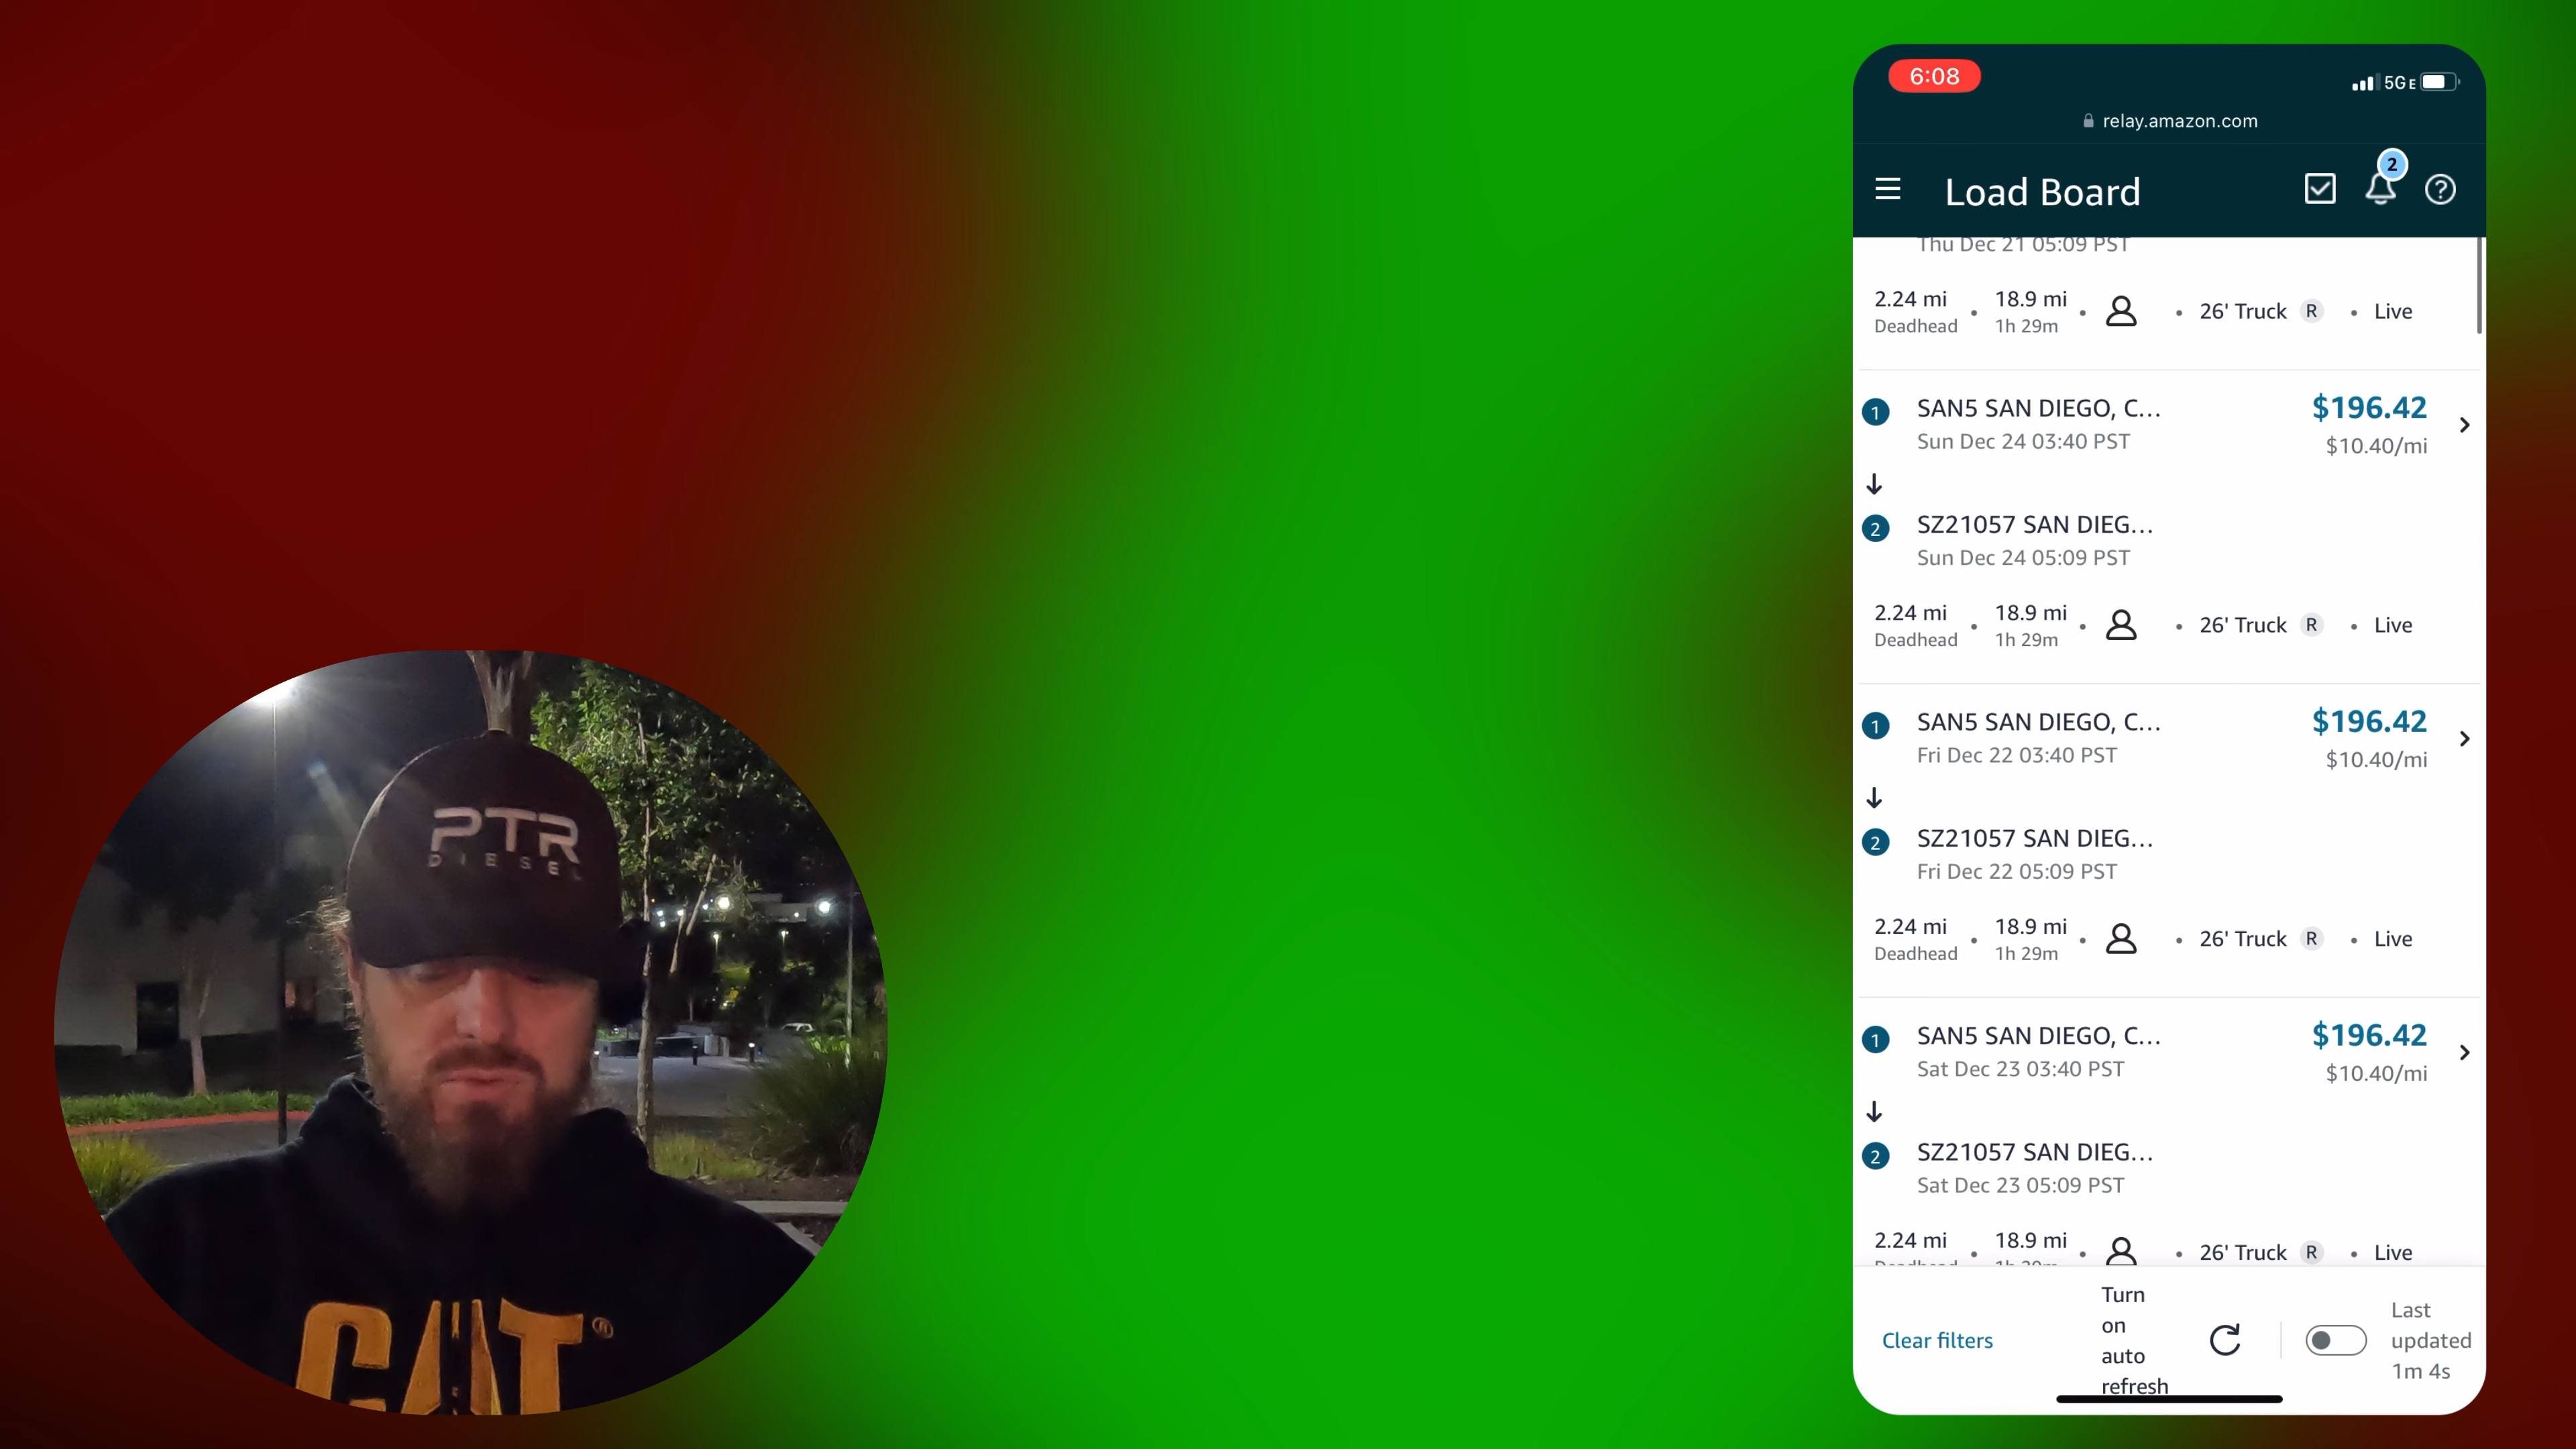 PTR
DIESEL
CAT®
6:08
5GE
relay.amazon.com
Load Board
2
Thu Dec 21 05:09 PST
2.24 mi • 18.9 mi • • 26' Truck R • Live
Deadhead 1h 29m
1 SAN5 SAN DIEGO, C... $196.42
Sun Dec 24 03:40 PST $10.40/mi
2 SZ21057 SAN DIEG...
Sun Dec 24 05:09 PST
2.24 mi • 18.9 mi • • 26' Truck R • Live
Deadhead 1h 29m
1 SAN5 SAN DIEGO, C... $196.42
Fri Dec 22 03:40 PST $10.40/mi
2 SZ21057 SAN DIEG...
Fri Dec 22 05:09 PST
2.24 mi • 18.9 mi • • 26' Truck R • Live
Deadhead 1h 29m
1 SAN5 SAN DIEGO, C... $196.42
Sat Dec 23 03:40 PST $10.40/mi
2 SZ21057 SAN DIEG...
Sat Dec 23 05:09 PST
2.24 mi • 18.9 mi • • 26' Truck R • Live
Deadhead 1h 29m
Clear filters
Turn
on
auto
refresh
Last
updated
1m 4s